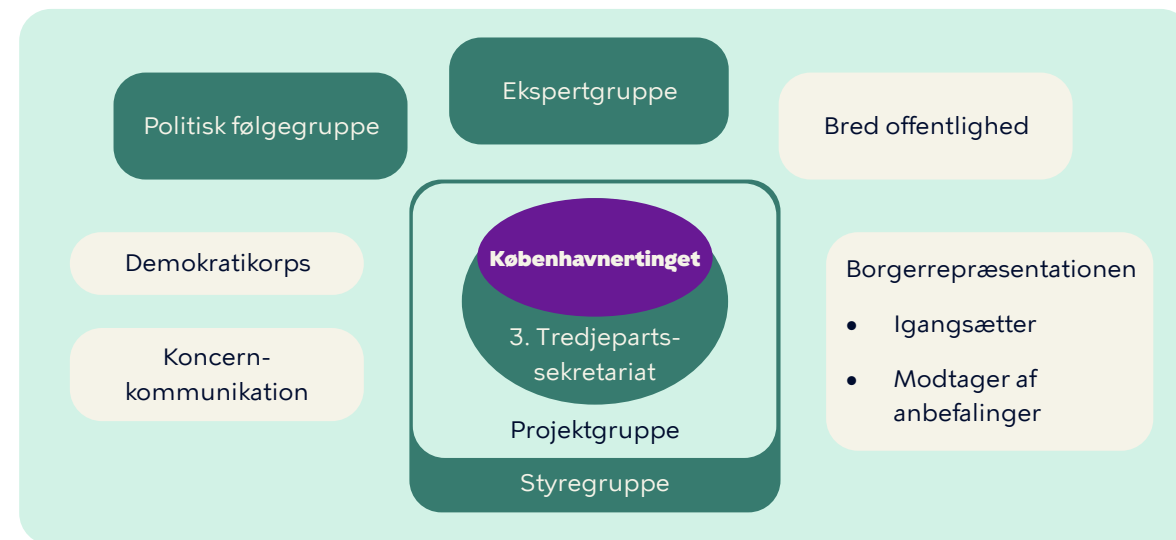 Ekspertgruppe
Politisk følgegruppe
Bred offentlighed
Københavnertinget
3. Tredjeparts-
sekretariat
Projektgruppe
Styregruppe
Demokratikorps
Koncern-
kommunikation
Borgerrepræsentationen
• Igangsætter
• Modtager af
anbefalinger